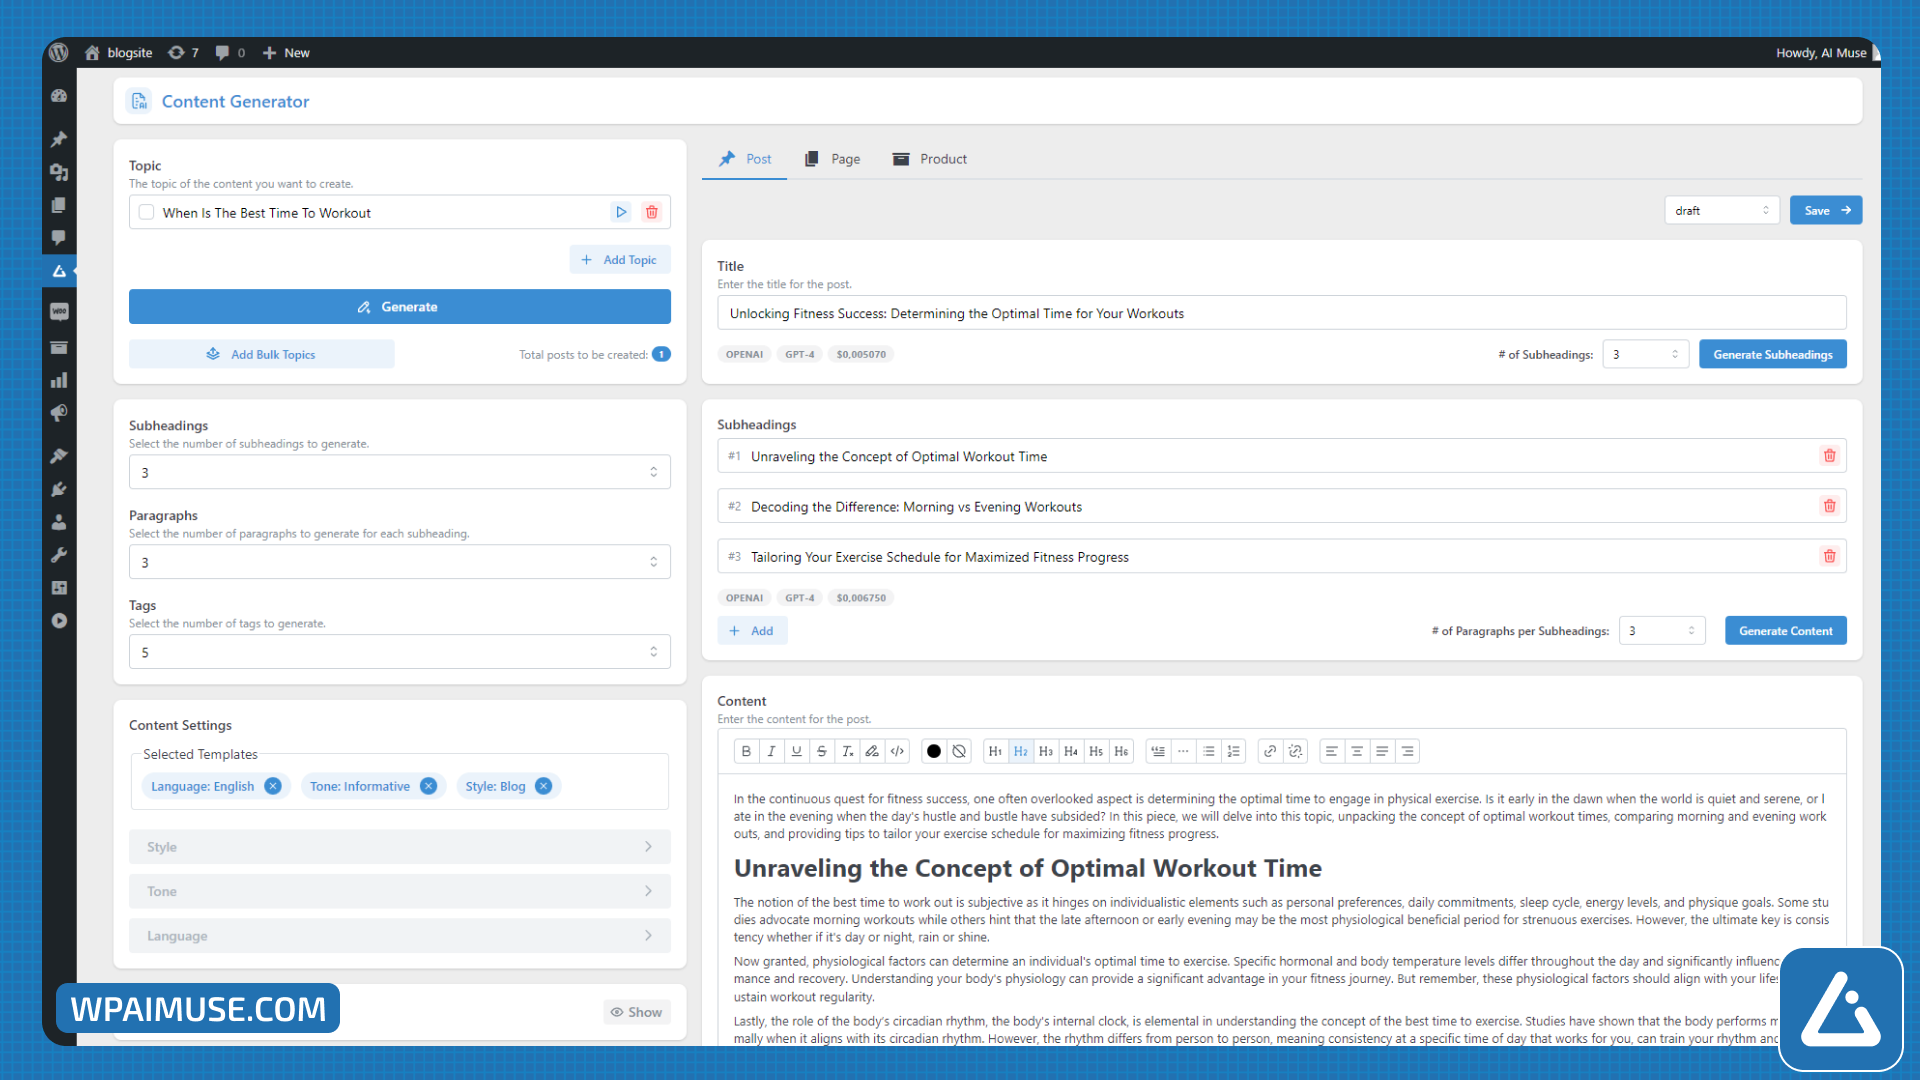 blogsite 7 0 New Howdy, AI Muse
Content Generator
Topic
The topic of the content you want to create.
When Is The Best Time To Workout
Add Topic
Generate
Add Bulk Topics Total posts to be created: 1
Subheadings
Select the number of subheadings to generate.
3
Paragraphs
Select the number of paragraphs to generate for each subheading.
3
Tags
Select the number of tags to generate.
5
Content Settings
Selected Templates
Language: English Tone: Informative Style: Blog
Style
Tone
Language
Show
WPAIMUSE.COM
Post Page Product
draft Save
Title
Enter the title for the post.
Unlocking Fitness Success: Determining the Optimal Time for Your Workouts
OPENAI GPT-4 $0,005070 # of Subheadings: 3 Generate Subheadings
Subheadings
#1 Unraveling the Concept of Optimal Workout Time
#2 Decoding the Difference: Morning vs Evening Workouts
#3 Tailoring Your Exercise Schedule for Maximized Fitness Progress
OPENAI GPT-4 $0,006750
Add # of Paragraphs per Subheadings: 3 Generate Content
Content
Enter the content for the post.
B I U S Tx </> H1 H2 H3 H4 H5 H6
In the continuous quest for fitness success, one often overlooked aspect is determining the optimal time to engage in physical exercise. Is it early in the dawn when the world is quiet and serene, or l
ate in the evening when the day's hustle and bustle have subsided? In this piece, we will delve into this topic, unpacking the concept of optimal workout times, comparing morning and evening work
outs, and providing tips to tailor your exercise schedule for maximizing fitness progress.
Unraveling the Concept of Optimal Workout Time
The notion of the best time to work out is subjective as it hinges on individualistic elements such as personal preferences, daily commitments, sleep cycle, energy levels, and physique goals. Some stu
dies advocate morning workouts while others hint that the late afternoon or early evening may be the most physiological beneficial period for strenuous exercises. However, the ultimate key is consis
tency whether if it's day or night, rain or shine.
Now granted, physiological factors can determine an individual's optimal time to exercise. Specific hormonal and body temperature levels differ throughout the day and significantly influenc
mance and recovery. Understanding your body's physiology can provide a significant advantage in your fitness journey. But remember, these physiological factors should align with your lifes
ustain workout regularity.
Lastly, the role of the body's circadian rhythm, the body's internal clock, is elemental in understanding the concept of the best time to exercise. Studies have shown that the body performs m
mally when it aligns with its circadian rhythm. However, the rhythm differs from person to person, meaning consistency at a specific time of day that works for you, can train your rhythm and